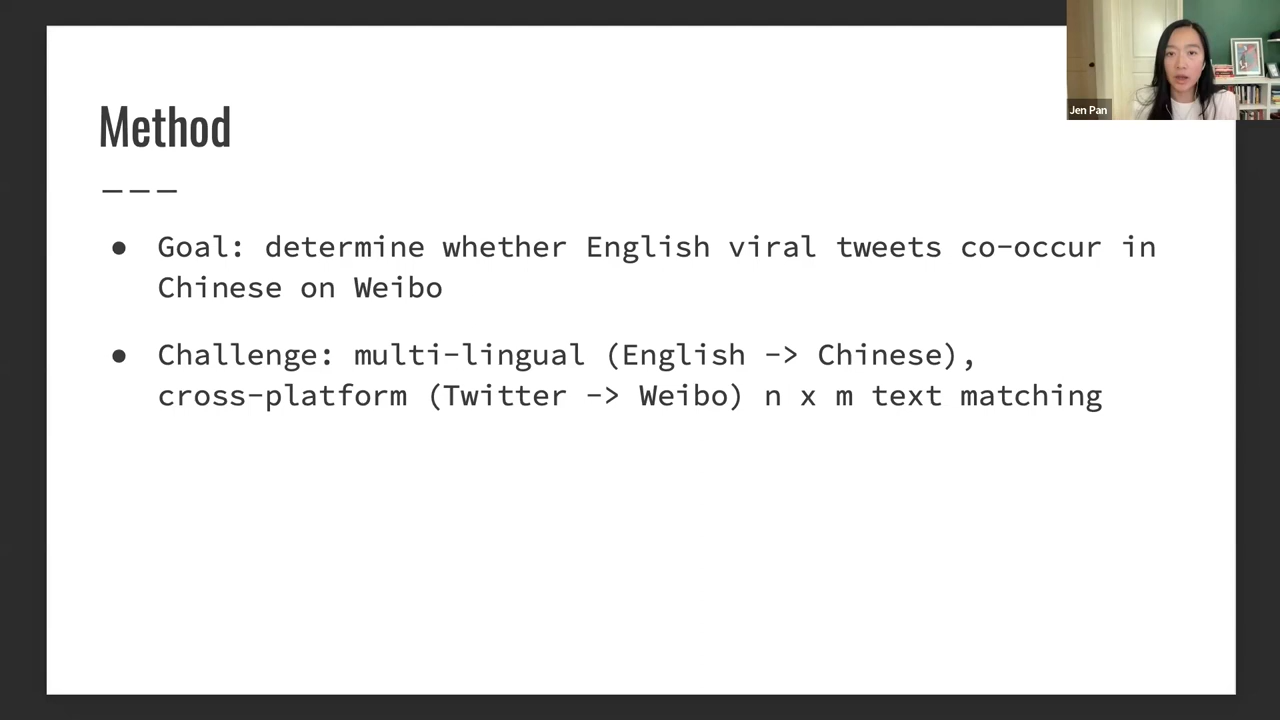 Method
● Goal: determine whether English viral tweets co-occur in
Chinese on Weibo
● Challenge: multi-lingual (English -> Chinese),
cross-platform (Twitter -> Weibo) n x m text matching
Jen Pan